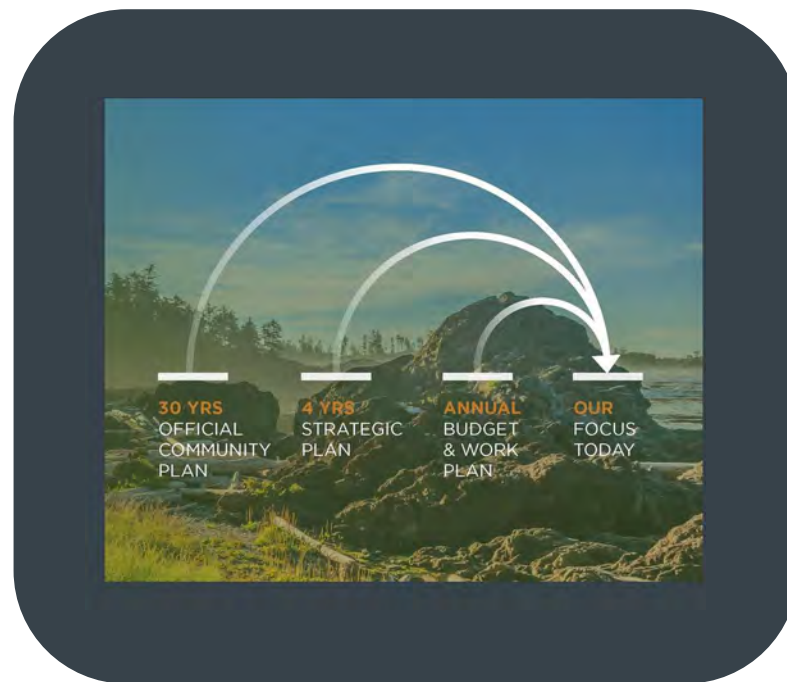 30 YRS
OFFICIAL
COMMUNITY
PLAN
4 YRS
STRATEGIC
PLAN
ANNUAL
BUDGET
& WORK
PLAN
OUR
FOCUS
TODAY